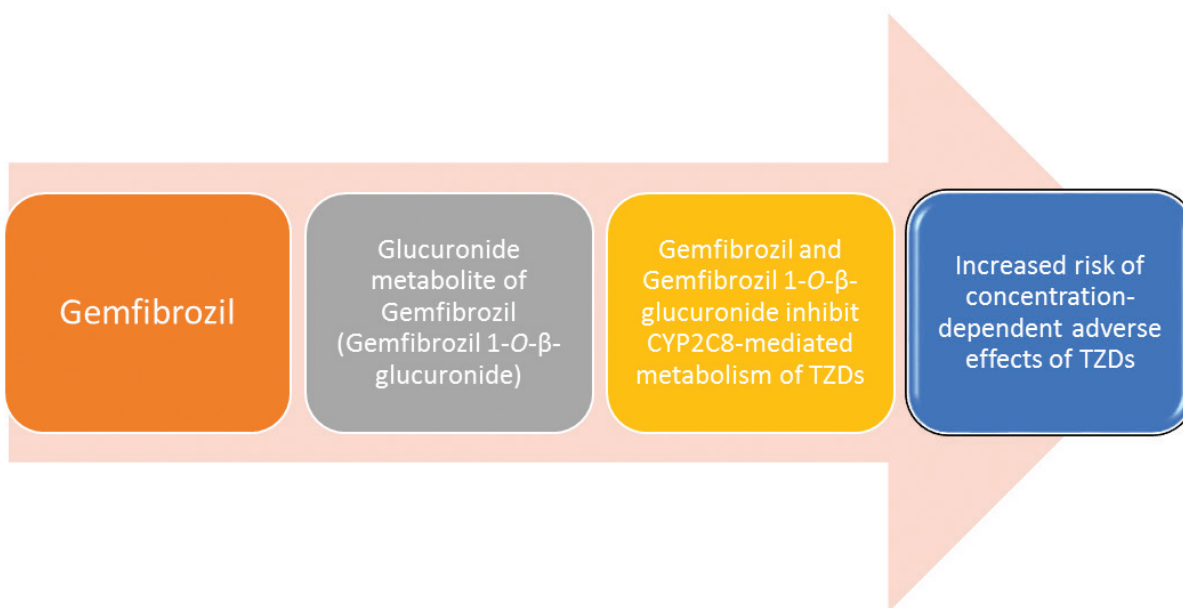 Gemfibrozil
Glucuronide
metabolite of
Gemfibrozil
(Gemfibrozil 1-O-β-
glucuronide)
Gemfibrozil and
Gemfibrozil 1-O-β-
glucuronide inhibit
CYP2C8-mediated
metabolism of TZDs
Increased risk of
concentration-
dependent adverse
effects of TZDs